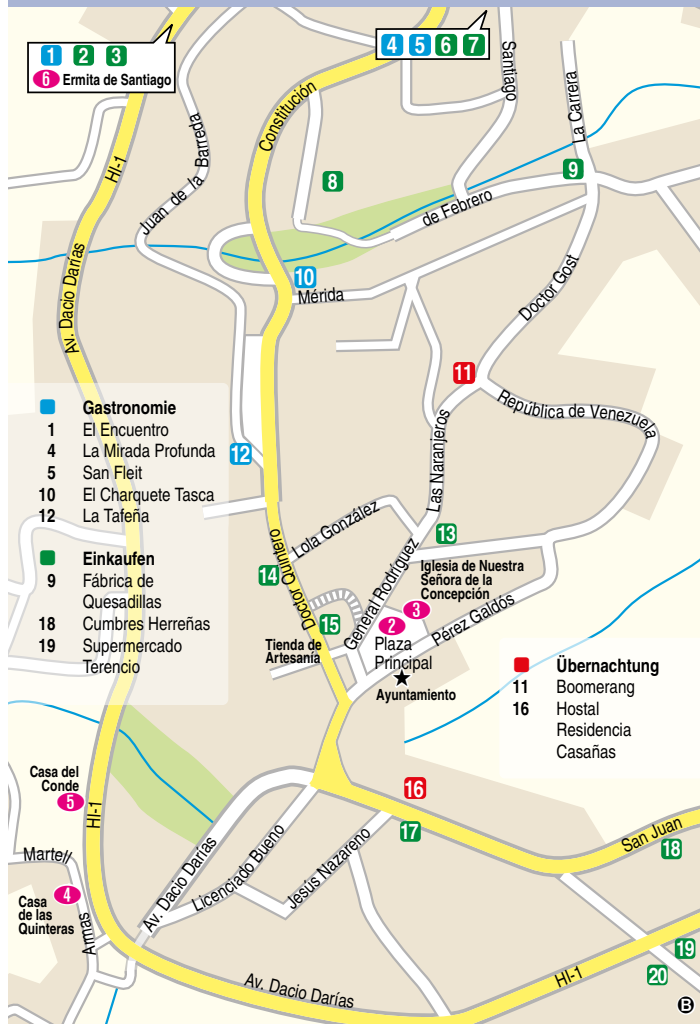 1 2 3
6 Ermita de Santiago
4 5 6 7
Santiago
La Carrera
Constitución
HI-1
Juan de la Barreda
8
9
de Febrero
Av. Dacio Darías
10
Mérida
Doctor Gost
11
República de Venezuela
Las Naranjeros
12
Gastronomie
1 El Encuentro
4 La Mirada Profunda
5 San Fleit
10 El Charquete Tasca
12 La Tafeña
Einkaufen
9 Fábrica de
Quesadillas
18 Cumbres Herreñas
19 Supermercado
Terencio
Lola González
13
Doctor Quintero
14
General Rodríguez
Iglesia de Nuestra
Señora de la
Concepción
3
15
2
Pérez Galdós
Tienda de
Artesanía
Plaza
Principal
Ayuntamiento
Übernachtung
11 Boomerang
16 Hostal
Residencia
Casañas
Casa del
Conde
5
HI-1
16
17
San Juan
18
Martell
Av. Dacio Darías
Licenciado Bueno
Jesús Nazareno
4
Casa
de las
Quinteras
Armas
19
20
HI-1
Av. Dacio Darías
B